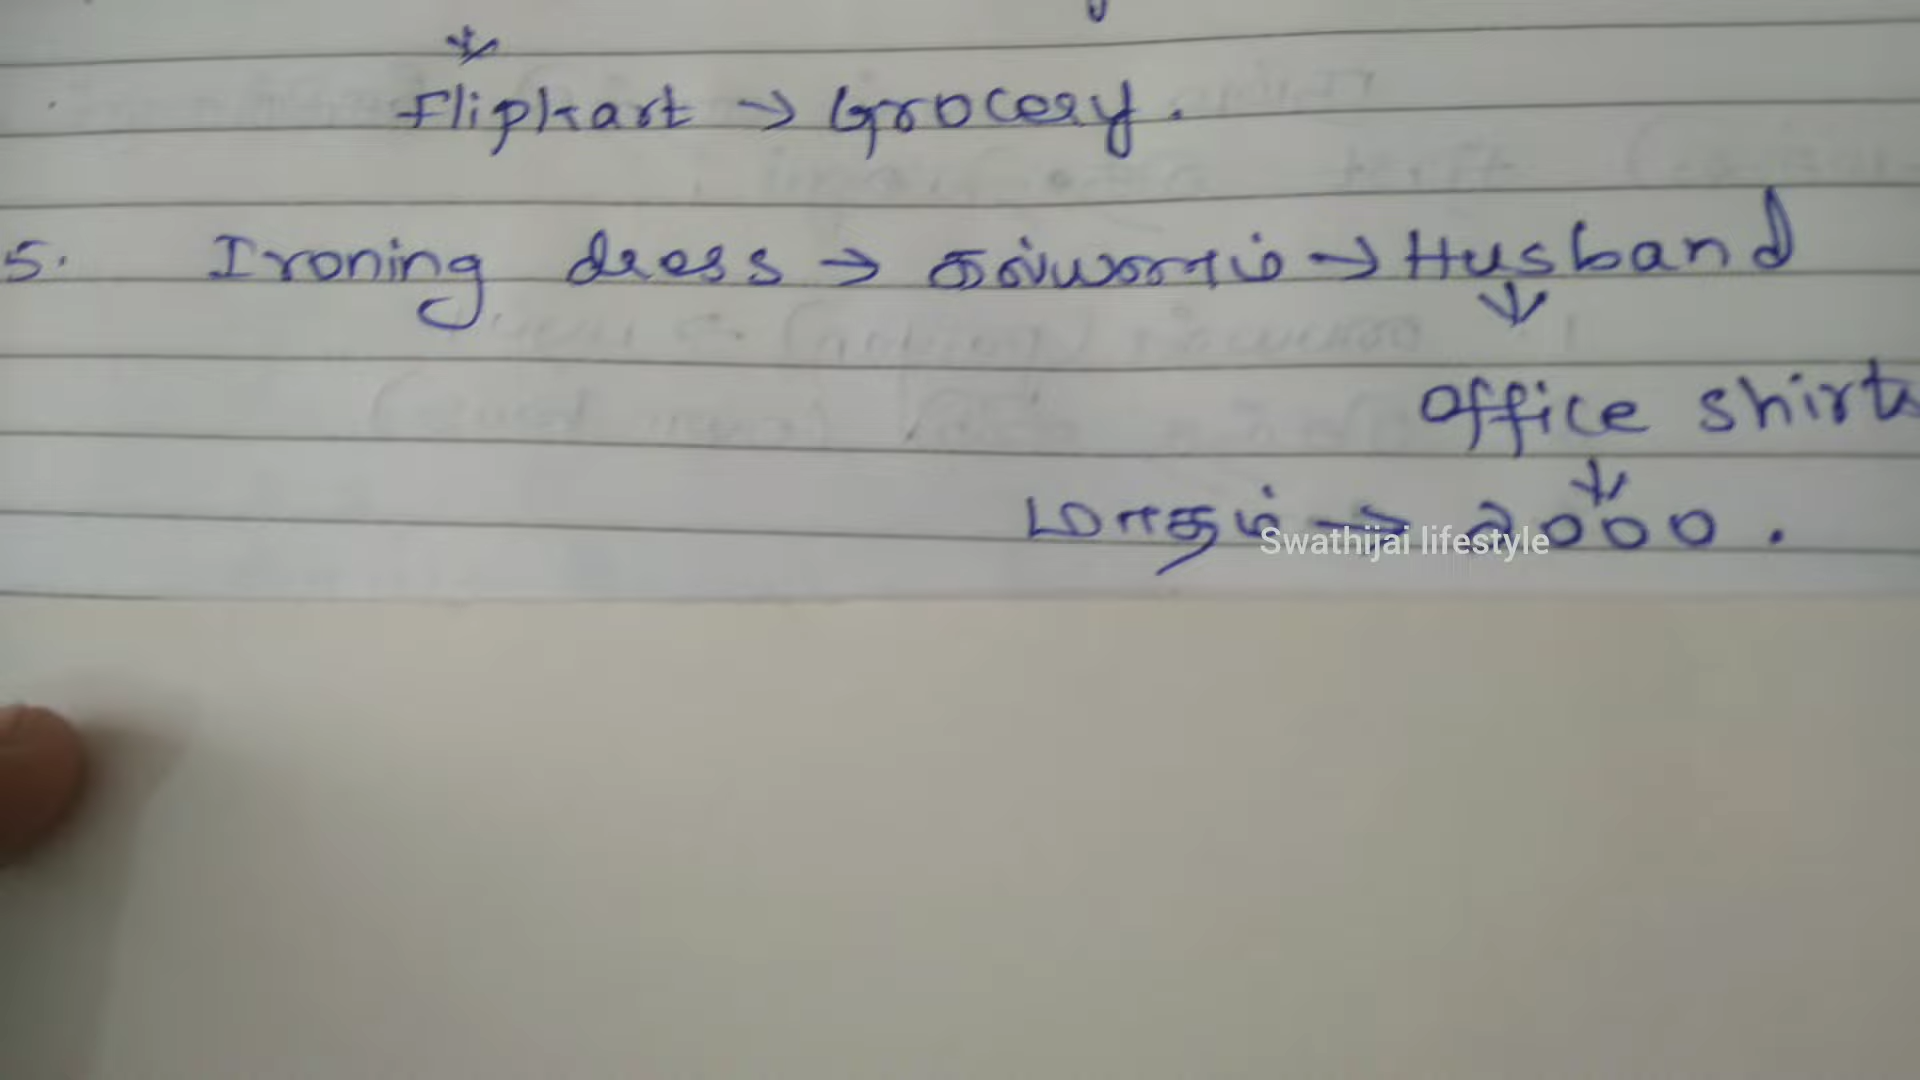 Flipkart → Grocery.
5. Ironing dress → கல்யாணம் → Husband
↓
office shirts
↓
மாதம் → 2000.
Swathijai lifestyle